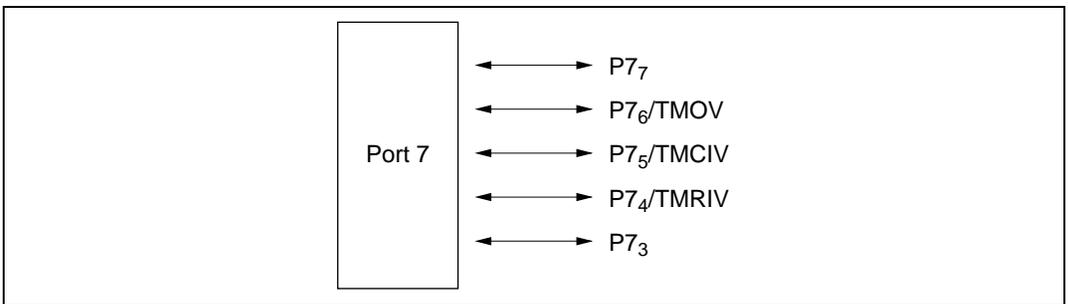 P7₇
P7₆/TMOV
Port 7
P7₅/TMCIV
P7₄/TMRIV
P7₃